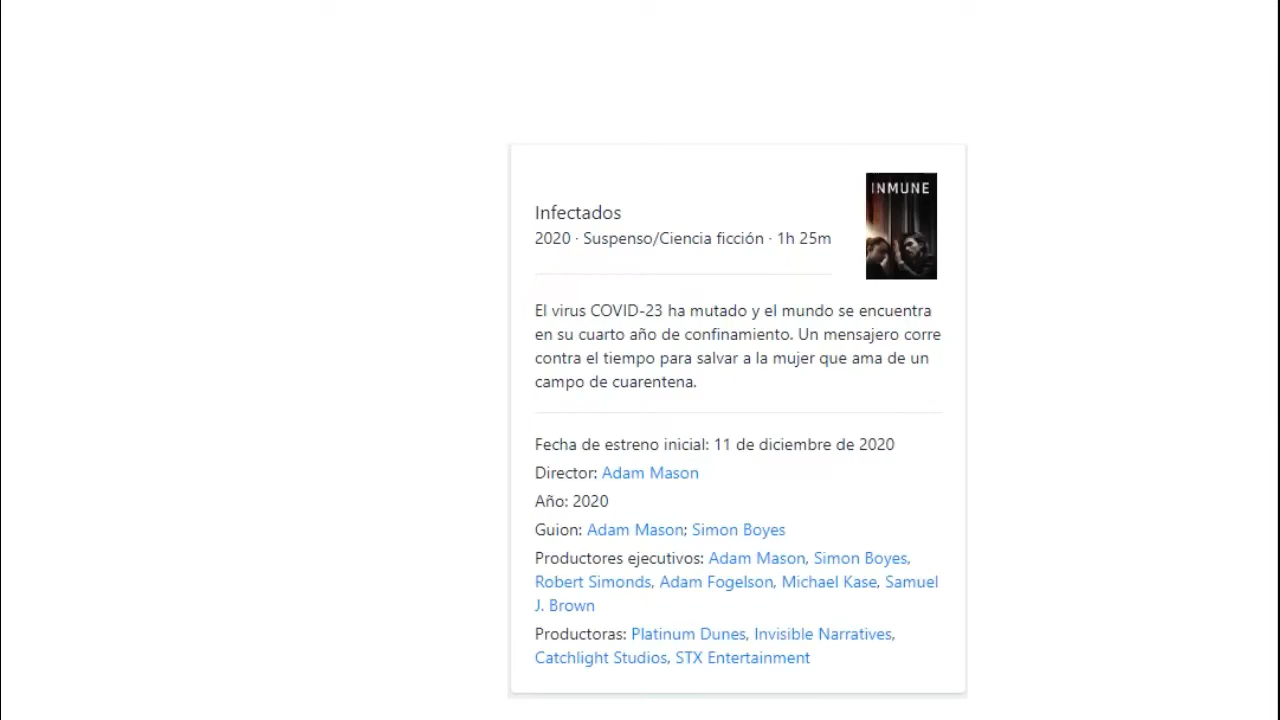 INMUNE
Infectados
2020 · Suspenso/Ciencia ficción · 1h 25m
El virus COVID-23 ha mutado y el mundo se encuentra
en su cuarto año de confinamiento. Un mensajero corre
contra el tiempo para salvar a la mujer que ama de un
campo de cuarentena.
Fecha de estreno inicial: 11 de diciembre de 2020
Director: Adam Mason
Año: 2020
Guion: Adam Mason; Simon Boyes
Productores ejecutivos: Adam Mason, Simon Boyes,
Robert Simonds, Adam Fogelson, Michael Kase, Samuel
J. Brown
Productoras: Platinum Dunes, Invisible Narratives,
Catchlight Studios, STX Entertainment